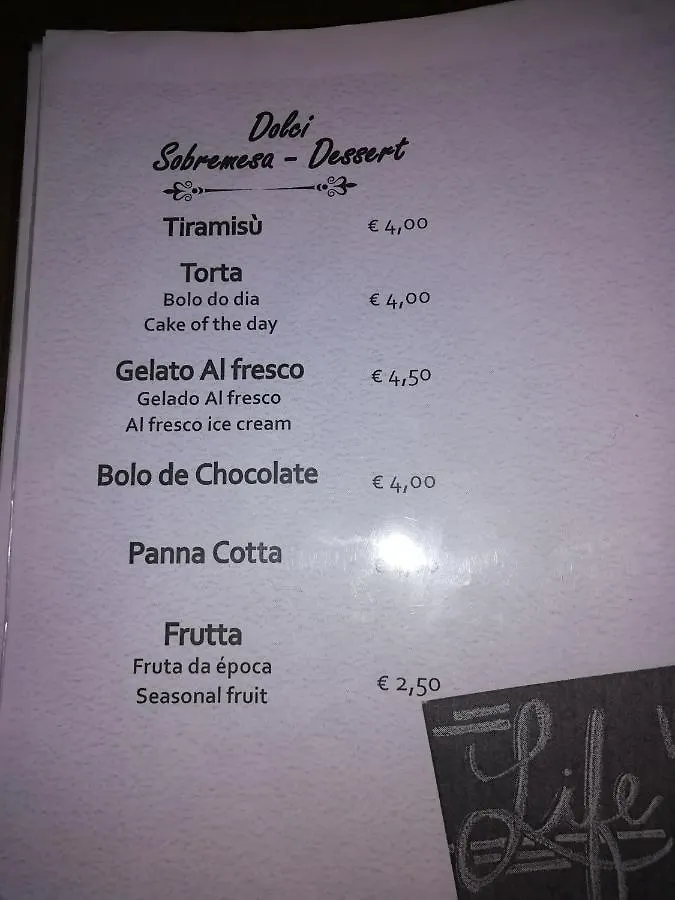 Dolci
Sobremesa - Dessert
Tiramisù € 4,00
Torta
Bolo do dia € 4,00
Cake of the day
Gelato Al fresco € 4,50
Gelado Al fresco
Al fresco ice cream
Bolo de Chocolate € 4,00
Panna Cotta
Frutta
Fruta da época
Seasonal fruit € 2,50
Life